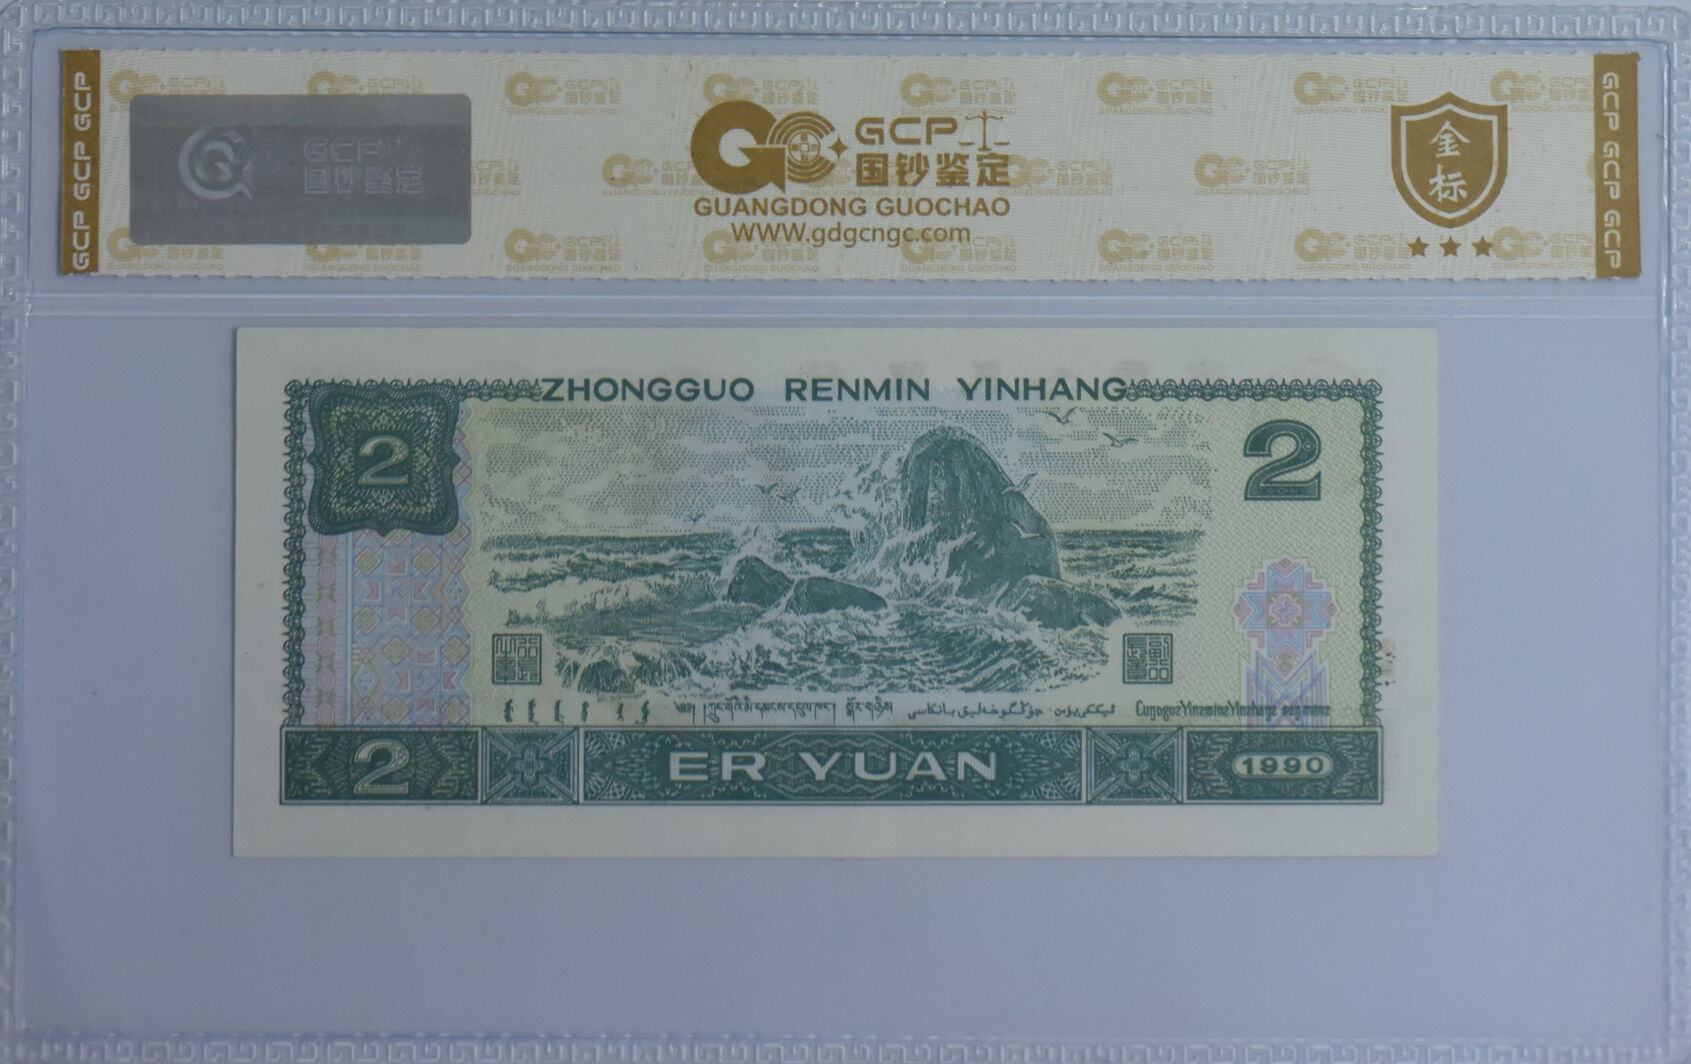 GCP GCP GCP
GCP
国钞鉴定
GCP
国钞鉴定
GUANGDONG GUOCHAO
WWW.gdgcngc.com
金标
GCP GCP GCP
ZHONGGUO RENMIN YINHANG
2
2
2
ER YUAN
1990